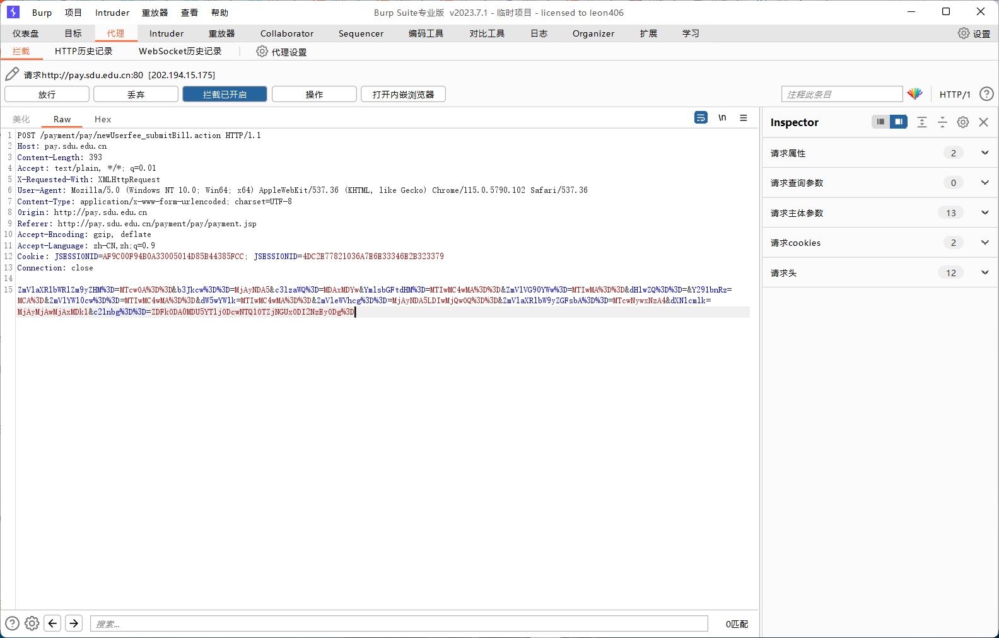 Burp 项目 Intruder 重放器 查看 帮助 Burp Suite专业版 v2023.7.1 - 临时项目 - licensed to leon406
仪表盘 目标 代理 Intruder 重放器 Collaborator Sequencer 编码工具 对比工具 日志 Organizer 扩展 学习 设置
拦截 HTTP历史记录 WebSocket历史记录 代理设置
请求http://pay.sdu.edu.cn:80 [202.194.15.175]
放行 丢弃 拦截已开启 操作 打开内嵌浏览器 注释此条目 HTTP/1
美化 Raw Hex \n
Inspector
1 POST /payment/pay/newUserfee_submitBill.action HTTP/1.1
2 Host: pay.sdu.edu.cn
3 Content-Length: 393
4 Accept: text/plain, */*; q=0.01
5 X-Requested-With: XMLHttpRequest
6 User-Agent: Mozilla/5.0 (Windows NT 10.0; Win64; x64) AppleWebKit/537.36 (KHTML, like Gecko) Chrome/115.0.5790.102 Safari/537.36
7 Content-Type: application/x-www-form-urlencoded; charset=UTF-8
8 Origin: http://pay.sdu.edu.cn
9 Referer: http://pay.sdu.edu.cn/payment/pay/payment.jsp
10 Accept-Encoding: gzip, deflate
11 Accept-Language: zh-CN,zh;q=0.9
12 Cookie: JSESSIONID=AF9C00F94B0A33005014D85B44385FCC; JSESSIONID=4DC2E77821036A7E6E33346E2B323379
13 Connection: close
14
15 ZmVlaXRlbWRlZm9yZHM%3D=MTcwOA%3D%3D&b3Jkcw%3D%3D=MjAyNDA5&c3lzaWQ%3D=MDAxMDYw&YmlsbGFtdHM%3D=MTIwMC4wMA%3D%3D&ZmVlVG90YWw=MTIwMA%3D%3D&dHlwZQ%3D=&Y291bnRz=
MCA%3D&ZmVlYW10cw%3D%3D=MTIwMC4wMA%3D%3D&dW5wYWlk=MTIwMC4wMA%3D%3D&ZmVleWVhcg%3D%3D=MjAyNDA5LDIwMjQwOQ%3D%3D&ZmVlaXRlbW9yZGFsbA%3D%3D=MTcwNywxNzA4&dXNlcmlk=
MjAyMjAwMjAxMDk1&c2lnbg%3D%3D=ZDFkODA0MDU5YTljODcwNTQ1OTZjNGUxODI2NzEyODg%3D
请求属性 2
请求查询参数 0
请求主体参数 13
请求cookies 2
请求头 12
搜索... 0匹配